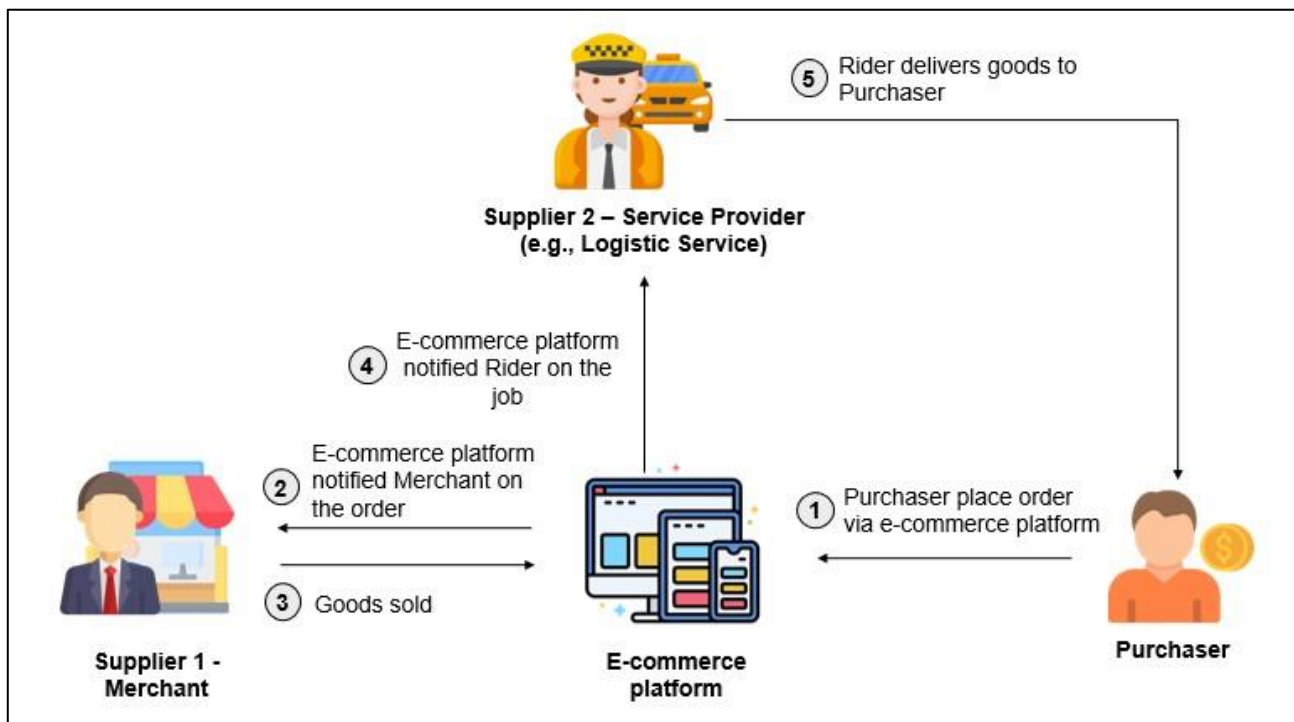 5 Rider delivers goods to
Purchaser
Supplier 2 – Service Provider
(e.g., Logistic Service)
E-commerce platform
4 notified Rider on the
job
E-commerce platform
2 notified Merchant on
the order
1 Purchaser place order
via e-commerce platform
$
3 Goods sold
Supplier 1 -
Merchant
E-commerce
platform
Purchaser